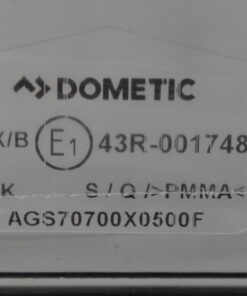 DOMETIC
X/B E1 43R-001748
K S / Q />PMMA<
AGS70700X0500F